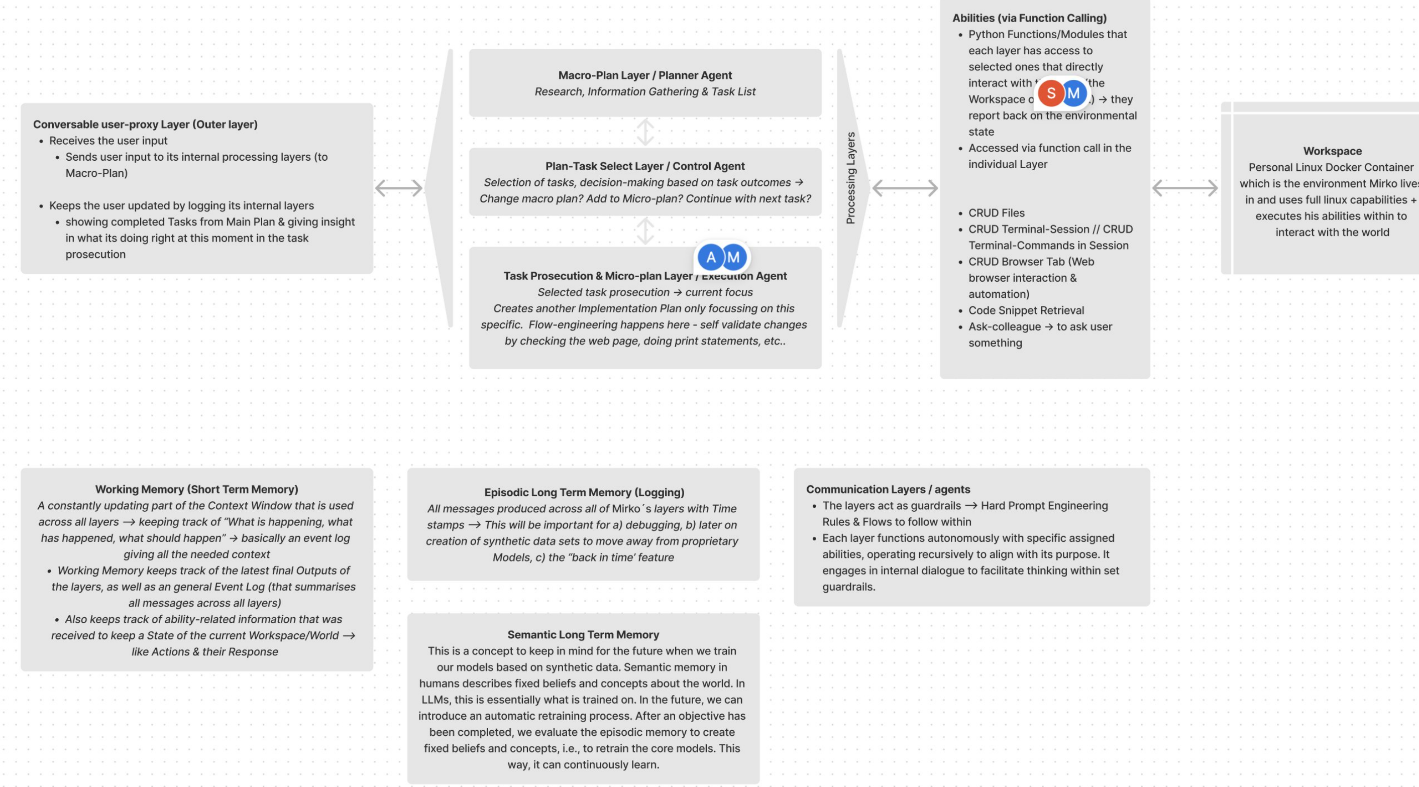 Conversable user-proxy Layer (Outer layer)
• Receives the user input
• Sends user input to its internal processing layers (to
Macro-Plan)
• Keeps the user updated by logging its internal layers
• showing completed Tasks from Main Plan & giving insight
in what its doing right at this moment in the task
prosecution
Macro-Plan Layer / Planner Agent
Research, Information Gathering & Task List
Plan-Task Select Layer / Control Agent
Selection of tasks, decision-making based on task outcomes →
Change macro plan? Add to Micro-plan? Continue with next task?
A M
Task Prosecution & Micro-plan Layer / Execution Agent
Selected task prosecution → current focus
Creates another Implementation Plan only focussing on this
specific. Flow-engineering happens here - self validate changes
by checking the web page, doing print statements, etc..
Processing Layers
Abilities (via Function Calling)
• Python Functions/Modules that
each layer has access to
selected ones that directly
interact with (the
S M
Workspace → they
report back on the environmental
state
• Accessed via function call in the
individual Layer
• CRUD Files
• CRUD Terminal-Session // CRUD
Terminal-Commands in Session
• CRUD Browser Tab (Web
browser interaction &
automation)
• Code Snippet Retrieval
• Ask-colleague → to ask user
something
Workspace
Personal Linux Docker Container
which is the environment Mirko lives
in and uses full linux capabilities +
executes his abilities within to
interact with the world
Working Memory (Short Term Memory)
A constantly updating part of the Context Window that is used
across all layers → keeping track of “What is happening, what
has happened, what should happen” → basically an event log
giving all the needed context
• Working Memory keeps track of the latest final Outputs of
the layers, as well as an general Event Log (that summarises
all messages across all layers)
• Also keeps track of ability-related information that was
received to keep a State of the current Workspace/World →
like Actions & their Response
Episodic Long Term Memory (Logging)
All messages produced across all of Mirko´s layers with Time
stamps → This will be important for a) debugging, b) later on
creation of synthetic data sets to move away from proprietary
Models, c) the “back in time' feature
Semantic Long Term Memory
This is a concept to keep in mind for the future when we train
our models based on synthetic data. Semantic memory in
humans describes fixed beliefs and concepts about the world. In
LLMs, this is essentially what is trained on. In the future, we can
introduce an automatic retraining process. After an objective has
been completed, we evaluate the episodic memory to create
fixed beliefs and concepts, i.e., to retrain the core models. This
way, it can continuously learn.
Communication Layers / agents
• The layers act as guardrails → Hard Prompt Engineering
Rules & Flows to follow within
• Each layer functions autonomously with specific assigned
abilities, operating recursively to align with its purpose. It
engages in internal dialogue to facilitate thinking within set
guardrails.